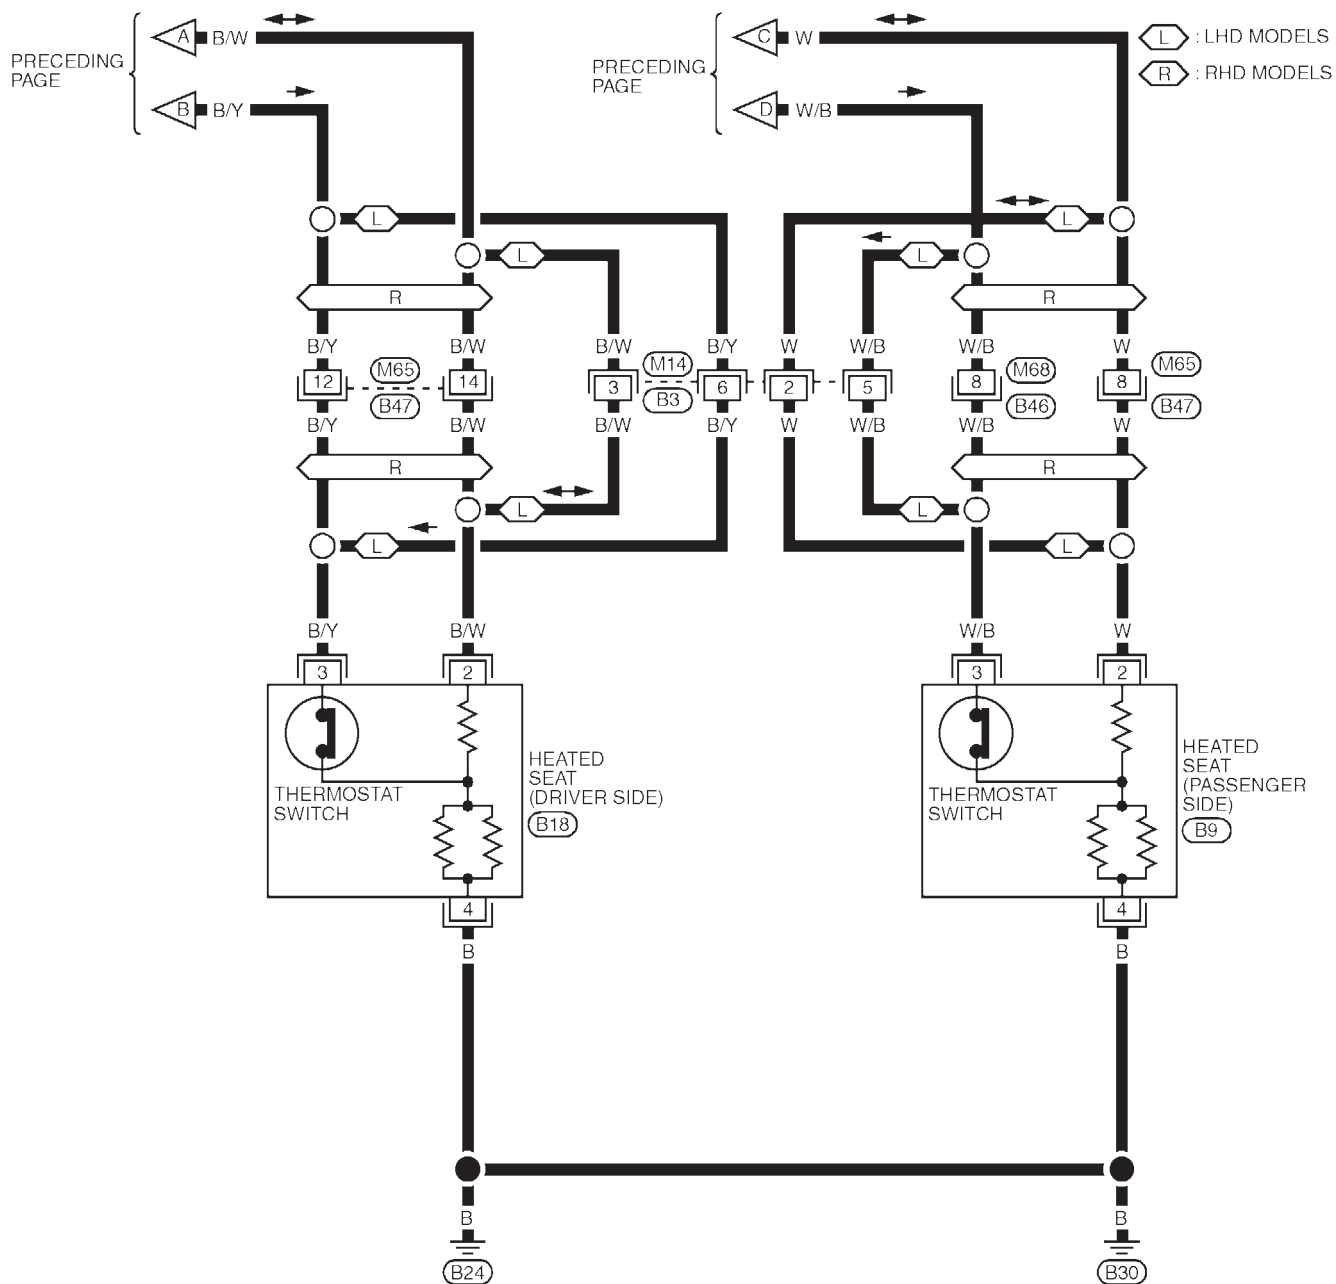 A B/W
B B/Y
PRECEDING
PAGE
C W
D W/B
PRECEDING
PAGE
L : LHD MODELS
R : RHD MODELS
L
L
L
L
R
R
B/Y B/W B/W B/Y W W/B W/B W
12 M65 14 3 M14 6 2 5 8 M68 8 M65
B47 B3 B46 B47
B/Y B/W B/W B/Y W W/B W/B W
R
R
L
L
L
L
B/Y B/W W/B W
3 2 3 2
THERMOSTAT
SWITCH
HEATED
SEAT
(DRIVER SIDE)
B18
THERMOSTAT
SWITCH
HEATED
SEAT
(PASSENGER
SIDE)
B9
4 4
B B
B B
B24 B30